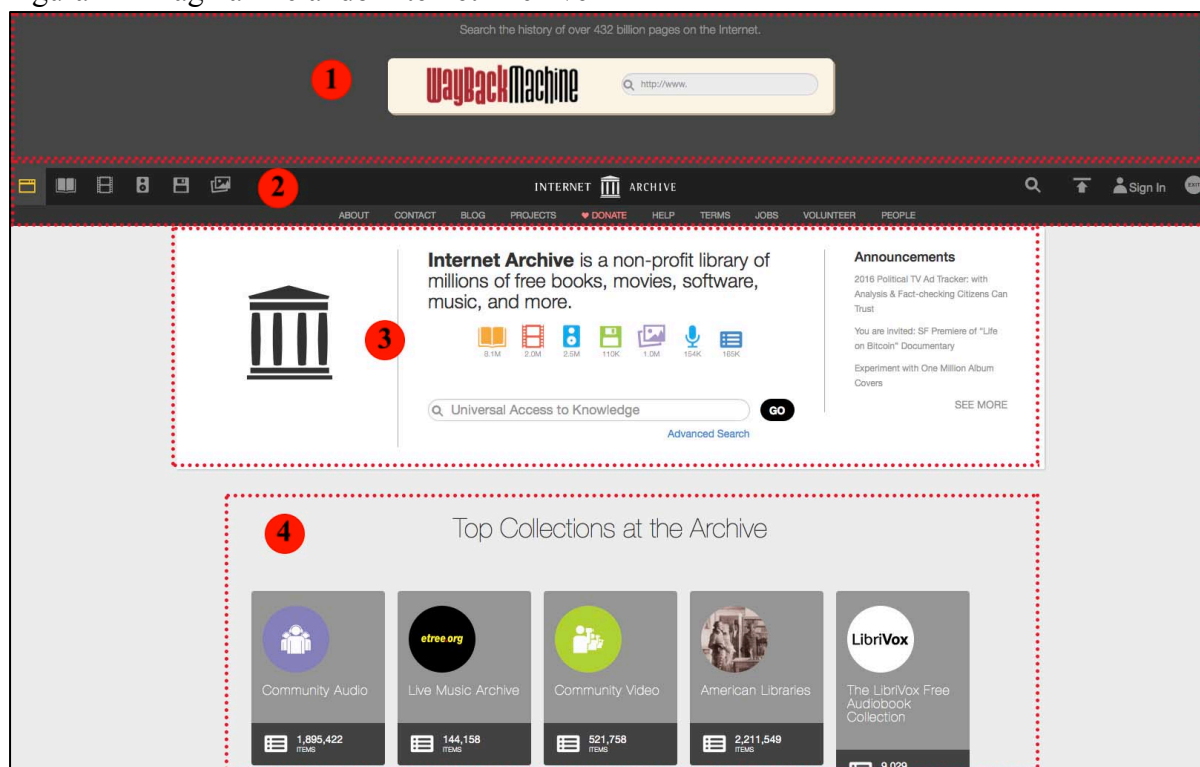 Search the history of over 432 billion pages on the Internet.
1
WayBackMachine
http://www.
2
INTERNET ARCHIVE
Sign In
EXIT
ABOUT CONTACT BLOG PROJECTS DONATE HELP TERMS JOBS VOLUNTEER PEOPLE
Internet Archive is a non-profit library of
millions of free books, movies, software,
music, and more.
3
8.1M 2.0M 2.5M 110K 1.0M 154K 165K
Universal Access to Knowledge
GO
Advanced Search
Announcements
2016 Political TV Ad Tracker: with
Analysis & Fact-checking Citizens Can
Trust
You are invited: SF Premiere of "Life
on Bitcoin" Documentary
Experiment with One Million Album
Covers
SEE MORE
4
Top Collections at the Archive
Community Audio
1,895,422
ITEMS
etree.org
Live Music Archive
144,158
ITEMS
Community Video
521,758
ITEMS
American Libraries
2,211,549
ITEMS
LibriVox
The LibriVox Free
Audiobook
Collection
9,029